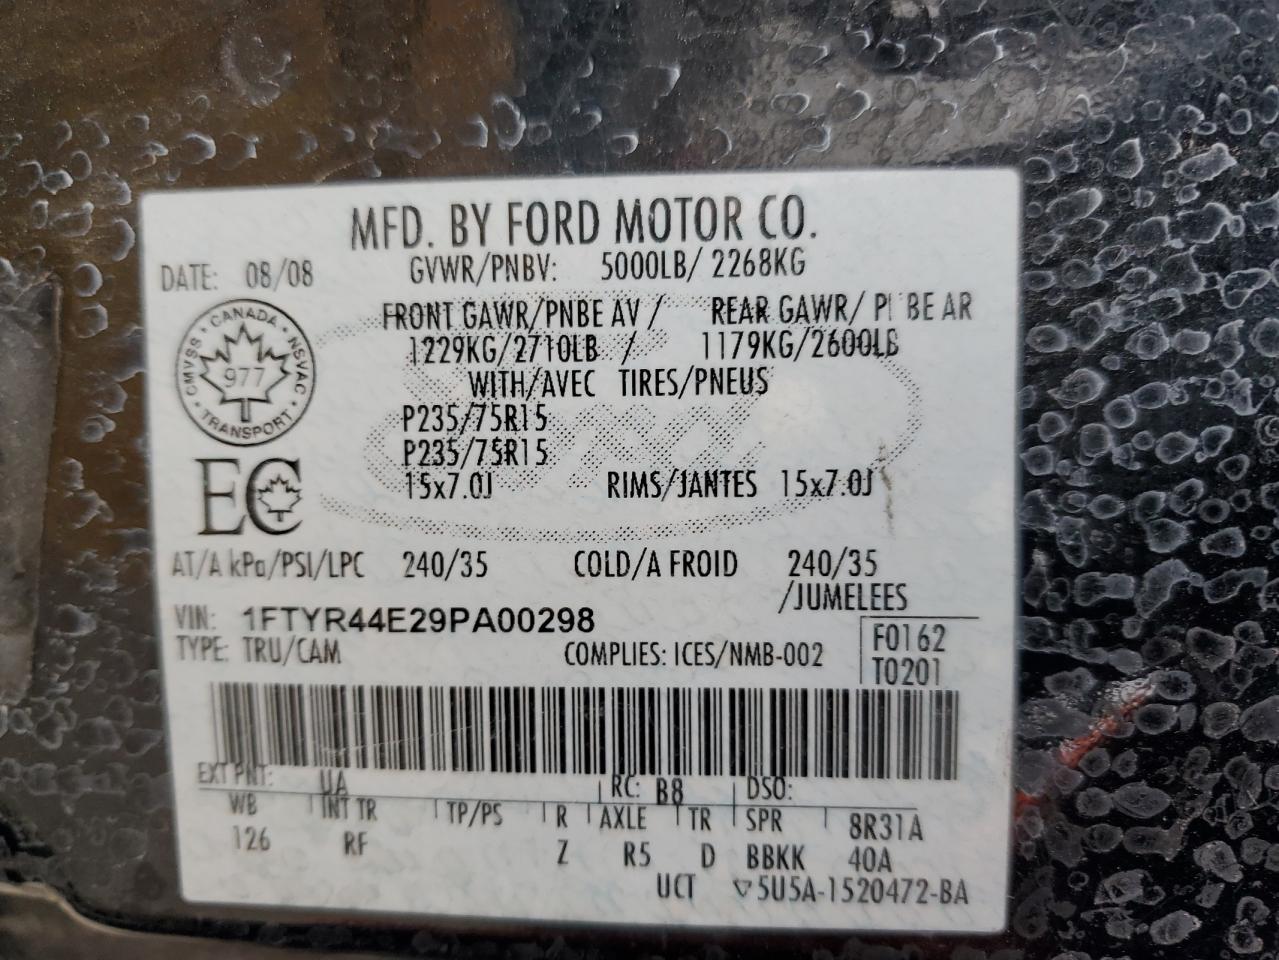 MFD. BY FORD MOTOR CO.
DATE: 08/08 GVWR/PNBV: 5000LB/ 2268KG
FRONT GAWR/PNBE AV / REAR GAWR/ P BE AR
1229KG/2710LB / 1179KG/2600LB
WITH/AVEC TIRES/PNEUS
P235/75R15
P235/75R15
15x7.0J RIMS/JANTES 15x7.0J
CANADA
CMVSS NSVAC
977
TRANSPORT
EC
AT/A kPa/PSI/LPC 240/35 COLD/A FROID 240/35
/JUMELEES
VIN: 1FTYR44E29PA00298
TYPE: TRU/CAM COMPLIES: ICES/NMB-002
F0162
T0201
EXT PNT: UA RC: B8 DSO:
WB INT TR TP/PS R AXLE TR SPR 8R31A
126 RF Z R5 D BBKK 40A
UCT ▽5U5A-1520472-BA